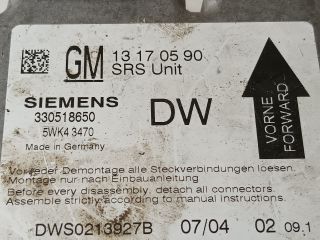 GM 13 17 05 90
SRS Unit
SIEMENS
330518650
5WK4 3470
Made in Germany
DW
VORNE
FORWARD
Vor jeder Demontage alle Steckverbindungen loesen.
Montage nur nach Einbauanleitung
Before every disassembly, detach all connectors.
Assemble strictly according to manual instructions.
DWS0213927B 07/04 02 09.1